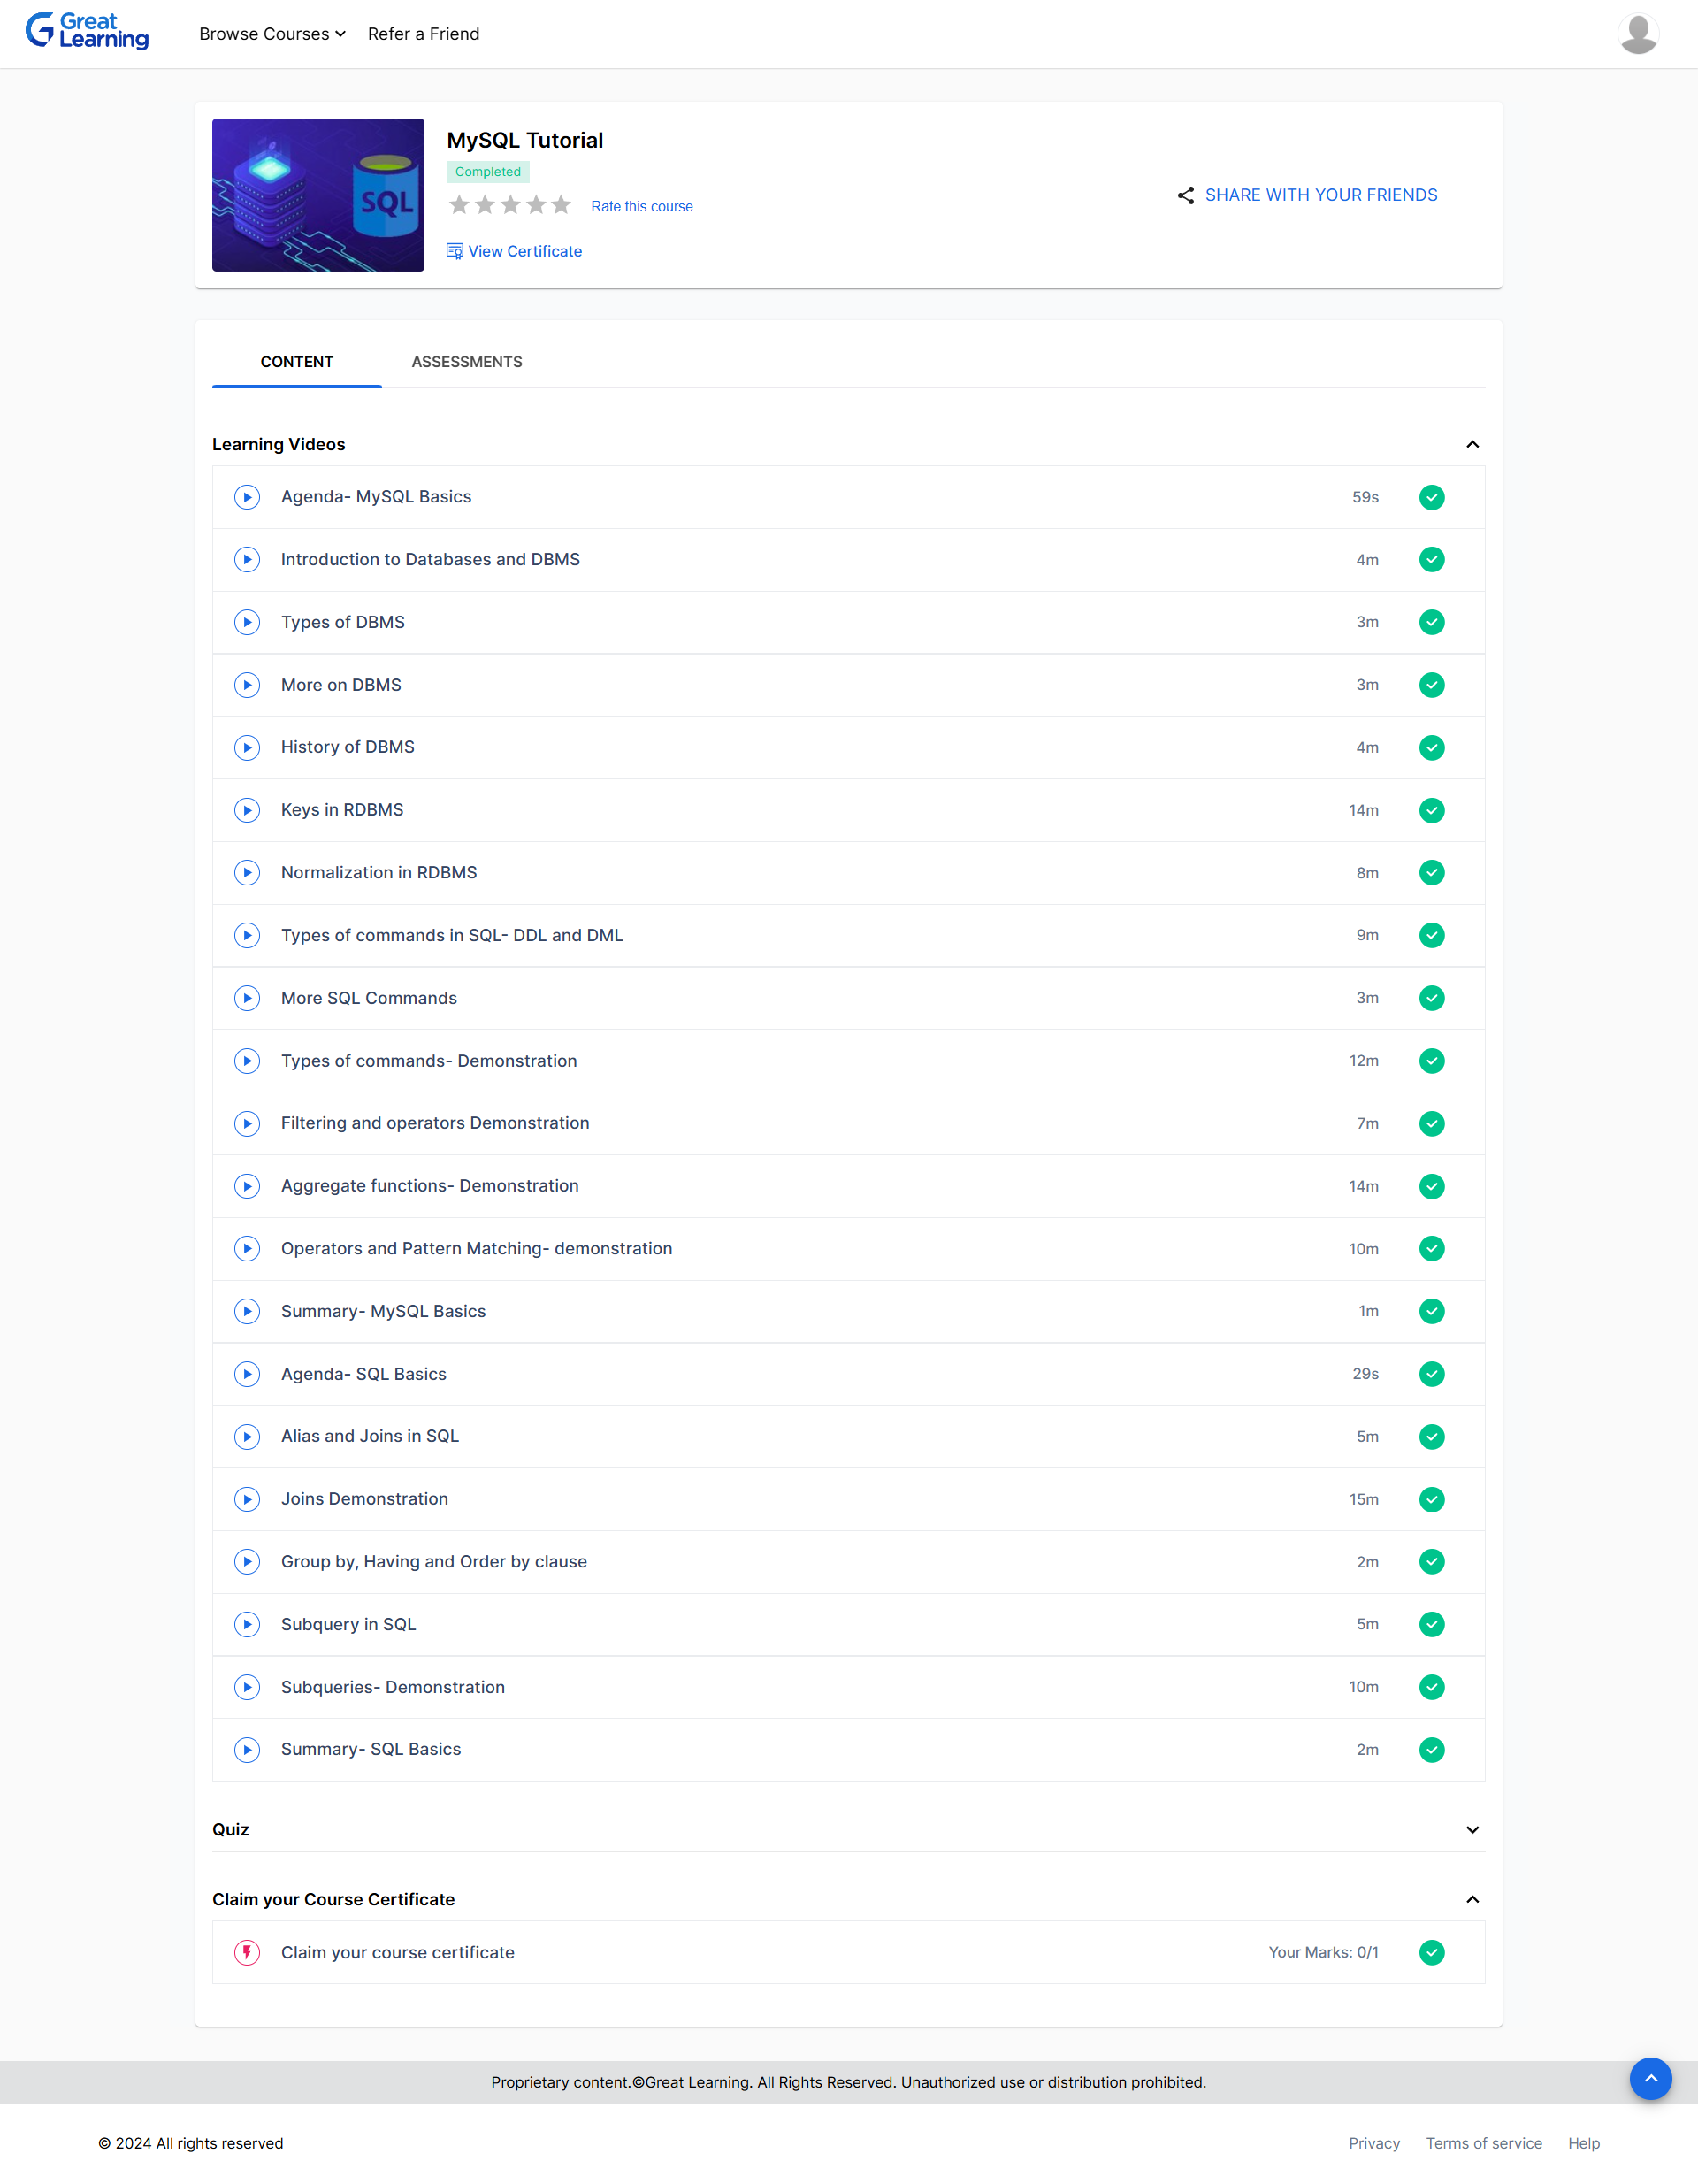 Great
Learning
Browse Courses
Refer a Friend
SQL
MySQL Tutorial
Completed
Rate this course
View Certificate
SHARE WITH YOUR FRIENDS
CONTENT
ASSESSMENTS
Learning Videos
Agenda- MySQL Basics 59s
Introduction to Databases and DBMS 4m
Types of DBMS 3m
More on DBMS 3m
History of DBMS 4m
Keys in RDBMS 14m
Normalization in RDBMS 8m
Types of commands in SQL- DDL and DML 9m
More SQL Commands 3m
Types of commands- Demonstration 12m
Filtering and operators Demonstration 7m
Aggregate functions- Demonstration 14m
Operators and Pattern Matching- demonstration 10m
Summary- MySQL Basics 1m
Agenda- SQL Basics 29s
Alias and Joins in SQL 5m
Joins Demonstration 15m
Group by, Having and Order by clause 2m
Subquery in SQL 5m
Subqueries- Demonstration 10m
Summary- SQL Basics 2m
Quiz
Claim your Course Certificate
Claim your course certificate Your Marks: 0/1
Proprietary content.©Great Learning. All Rights Reserved. Unauthorized use or distribution prohibited.
© 2024 All rights reserved
Privacy
Terms of service
Help